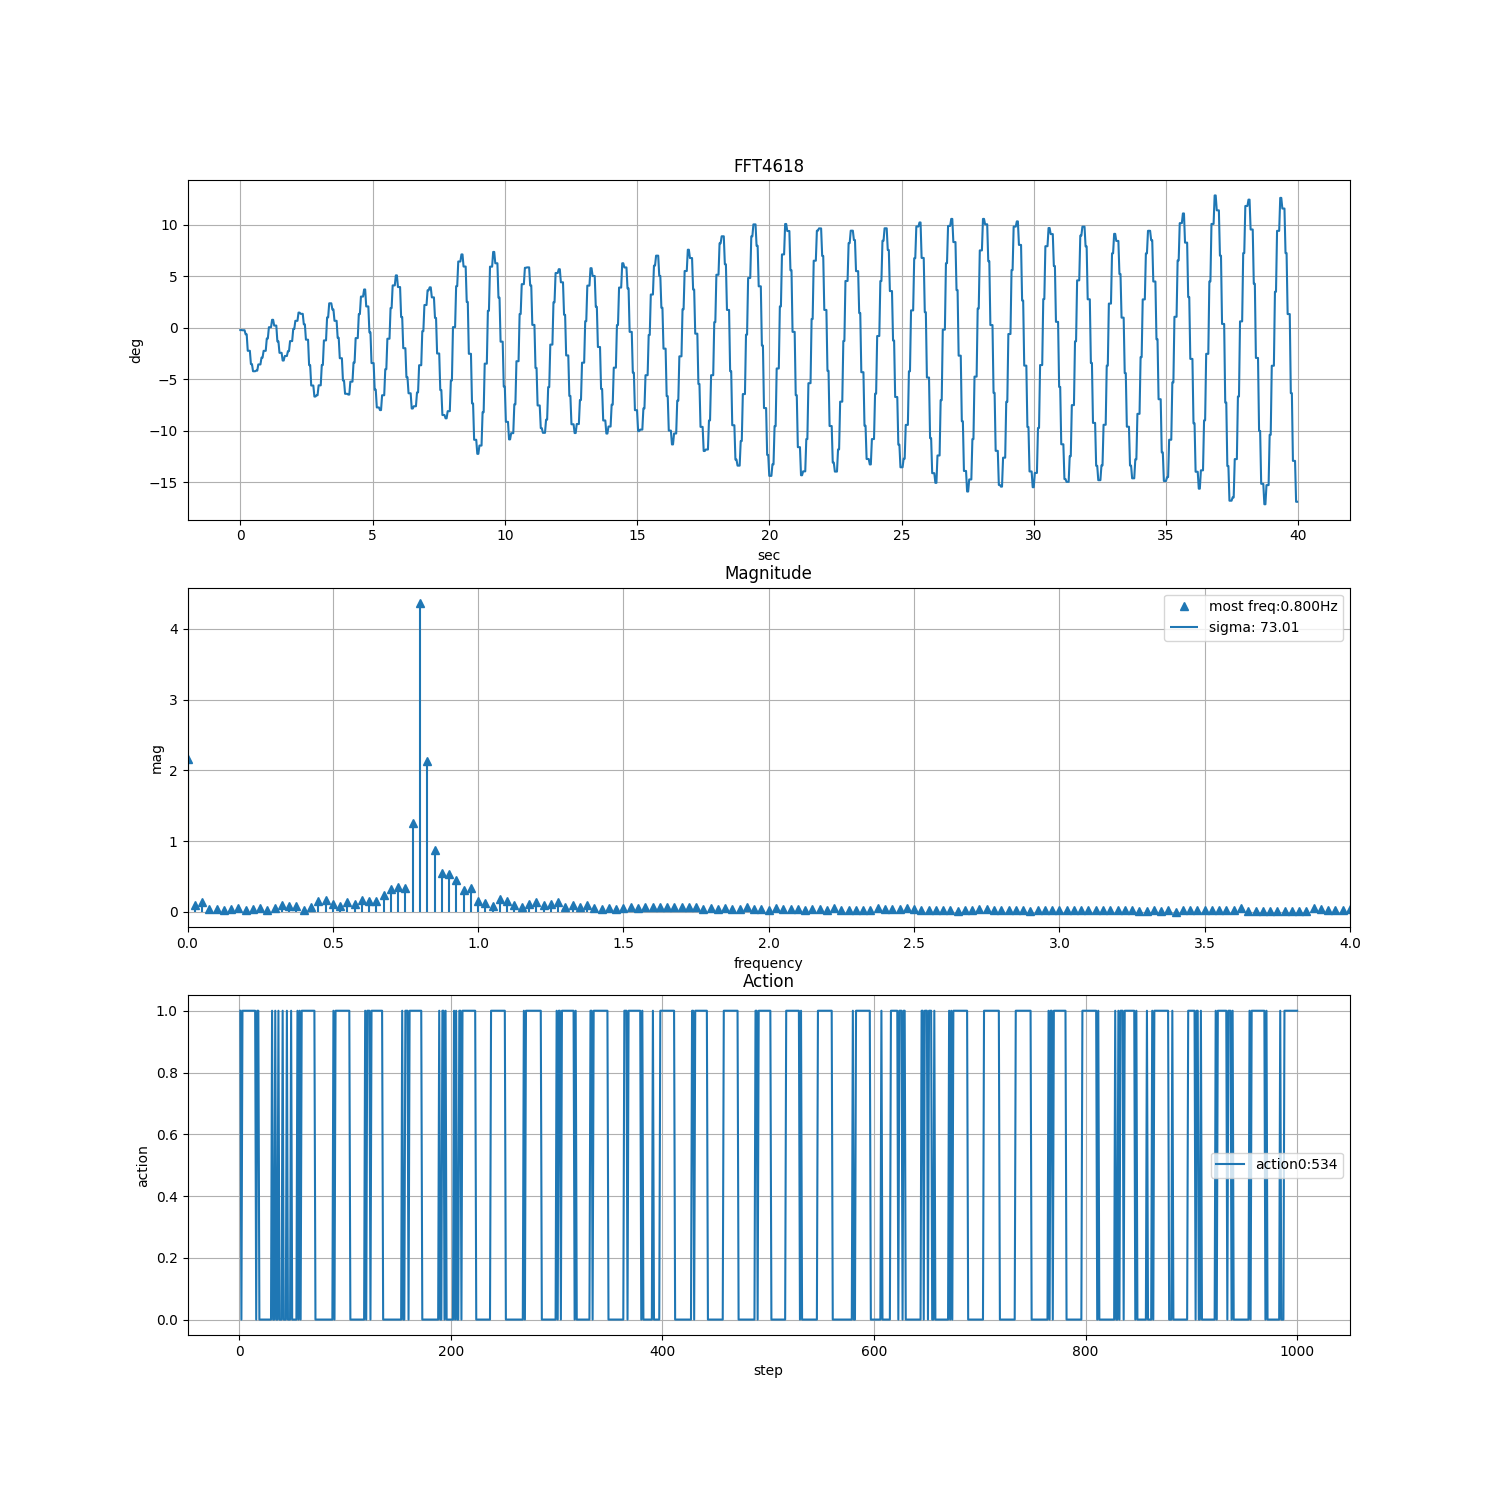 FFT4618
10
5
0
−5
−10
−15
deg
0 5 10 15 20 25 30 35 40
sec
Magnitude
most freq:0.800Hz
sigma: 73.01
4
3
2
1
0
mag
0.0 0.5 1.0 1.5 2.0 2.5 3.0 3.5 4.0
frequency
Action
1.0
0.8
0.6
0.4
0.2
0.0
action
action0:534
0 200 400 600 800 1000
step